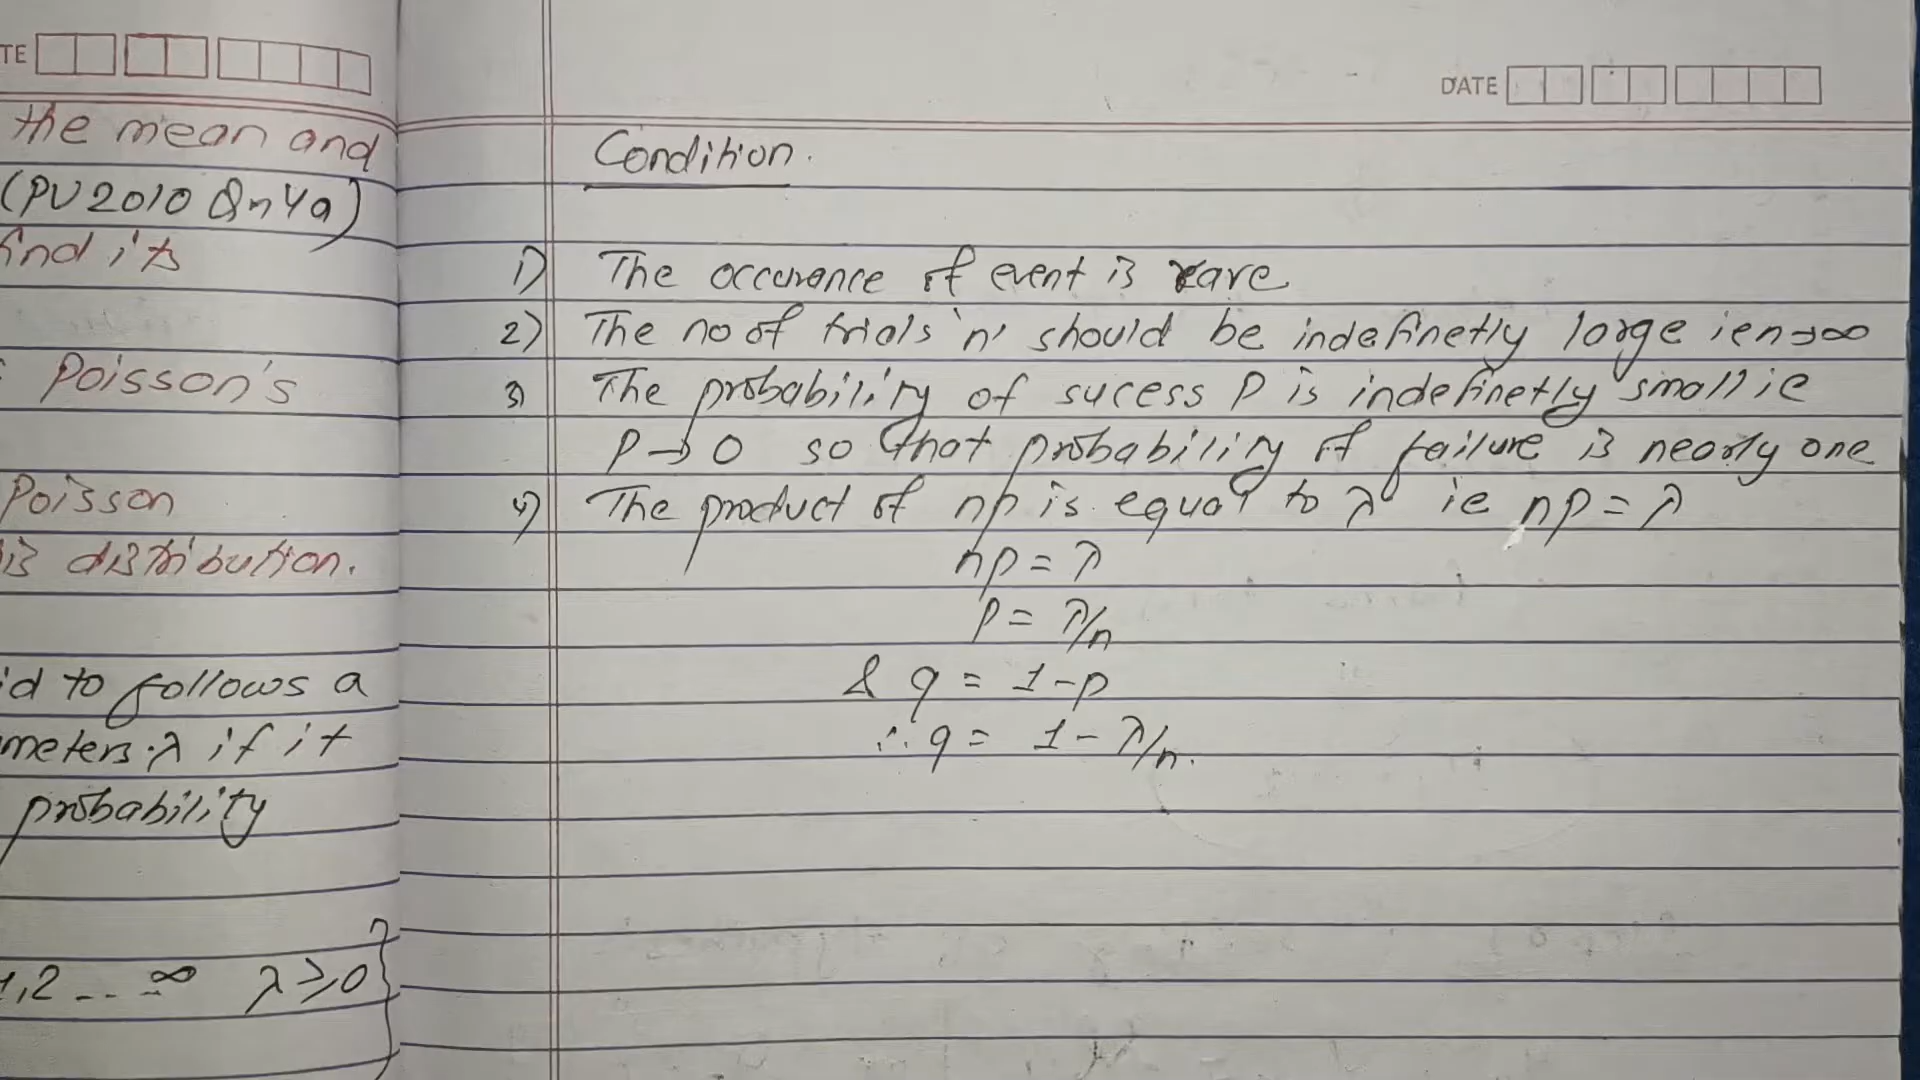 TE
the mean and
(PU 2010 Qn4a)
find its
Poisson's
Poisson
is distribution.
id to follows a
meters λ if it
probability
1,2 ... ∞ λ ≥ 0}
DATE
Condition.
1) The occurance of event is rare
2) The no of trials 'n' should be indefinetly large ie n→∞
3) The probability of sucess P is indefinetly small ie
P→0 so that probability of failure is nearly one
4) The product of np is equal to λ ie np = λ
np = λ
P = λ/n
& q = 1-p
∴ q = 1 - λ/n.